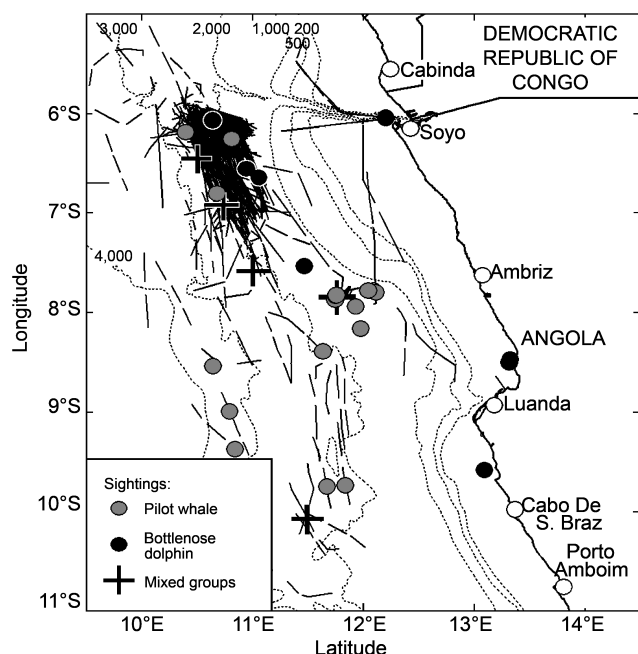 3,000
2,000
1,000
200
500
DEMOCRATIC
REPUBLIC OF
CONGO
Cabinda
6°S
Soyo
7°S
4,000
Ambriz
8°S
Longitude
ANGOLA
9°S
Luanda
Sightings:
Pilot whale
Bottlenose
dolphin
Mixed groups
10°S
Cabo De
S. Braz
Porto
Amboim
11°S
10°E
11°E
12°E
13°E
14°E
Latitude